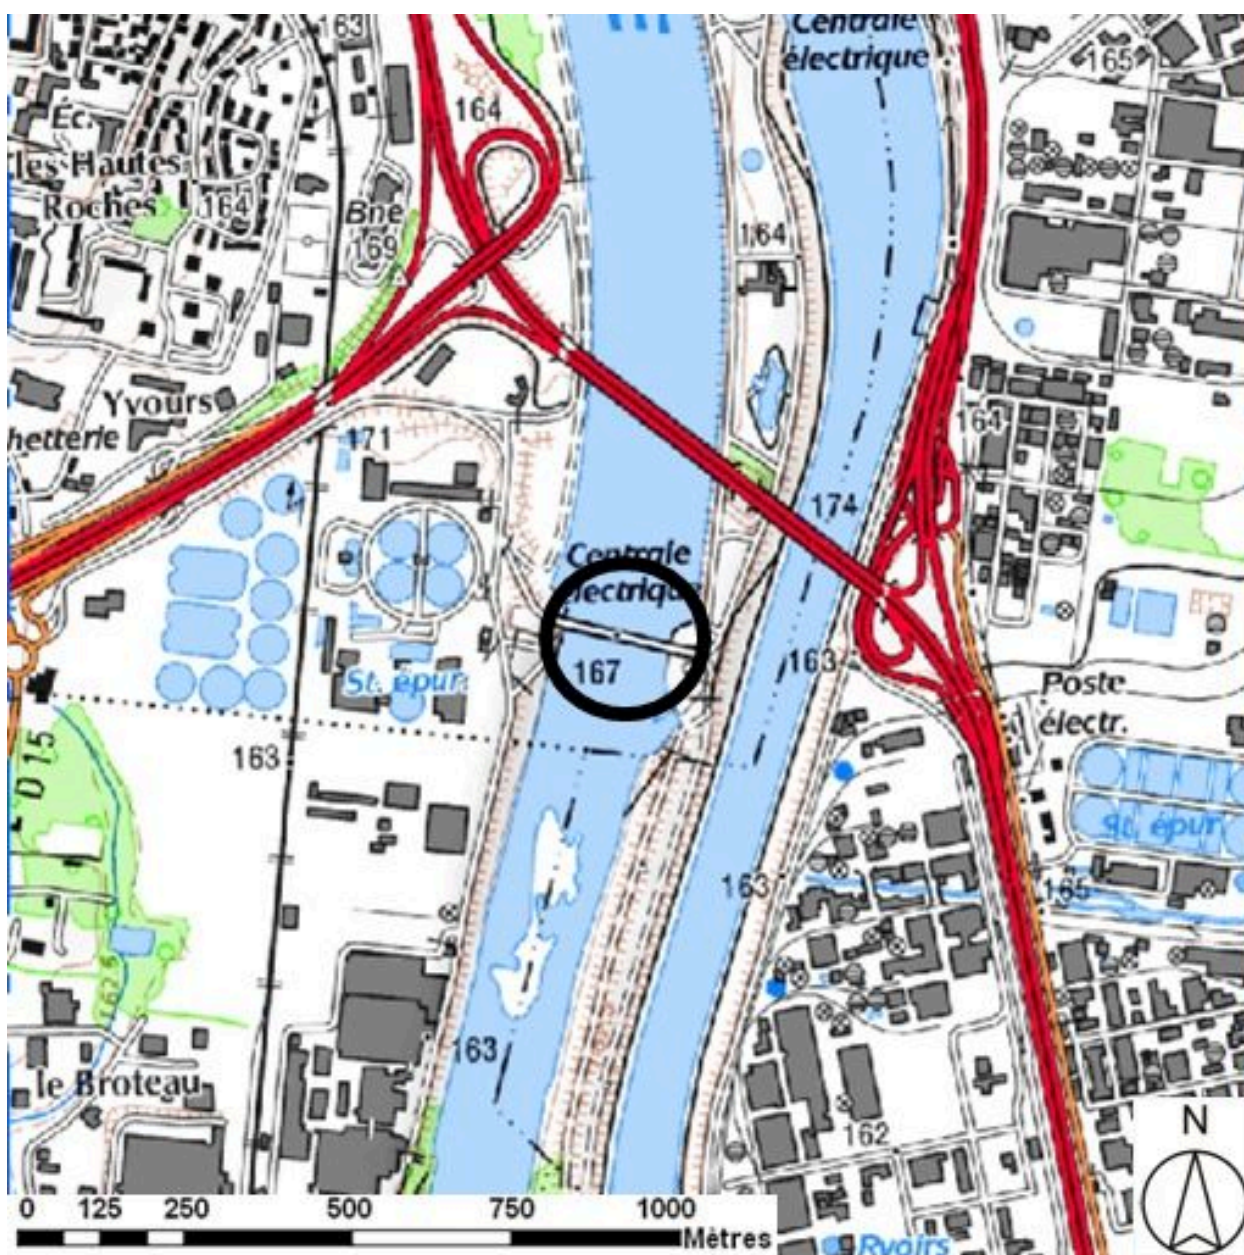 163
Centrale
électrique
165
164
Éc.
les Hautes
Roches
164
Bne
169
164
Yvours
hetterie
171
164
174
Centrale
électrique
167
163
St. épur.
Poste
électr.
163
D 15
St. épur.
163
165
162.8
163
le Broteau
162
N
0 125 250 500 750 1000
Mètres